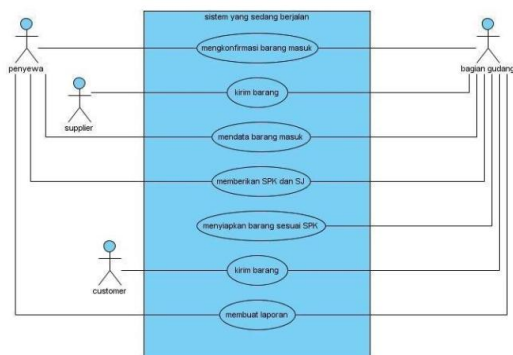 sistem yang sedang berjalan
mengkonfirmasi barang masuk
penyewa
bagian gudang
kirim barang
supplier
mendata barang masuk
memberikan SPK dan SJ
menyiapkan barang sesuai SPK
kirim barang
customer
membuat laporan